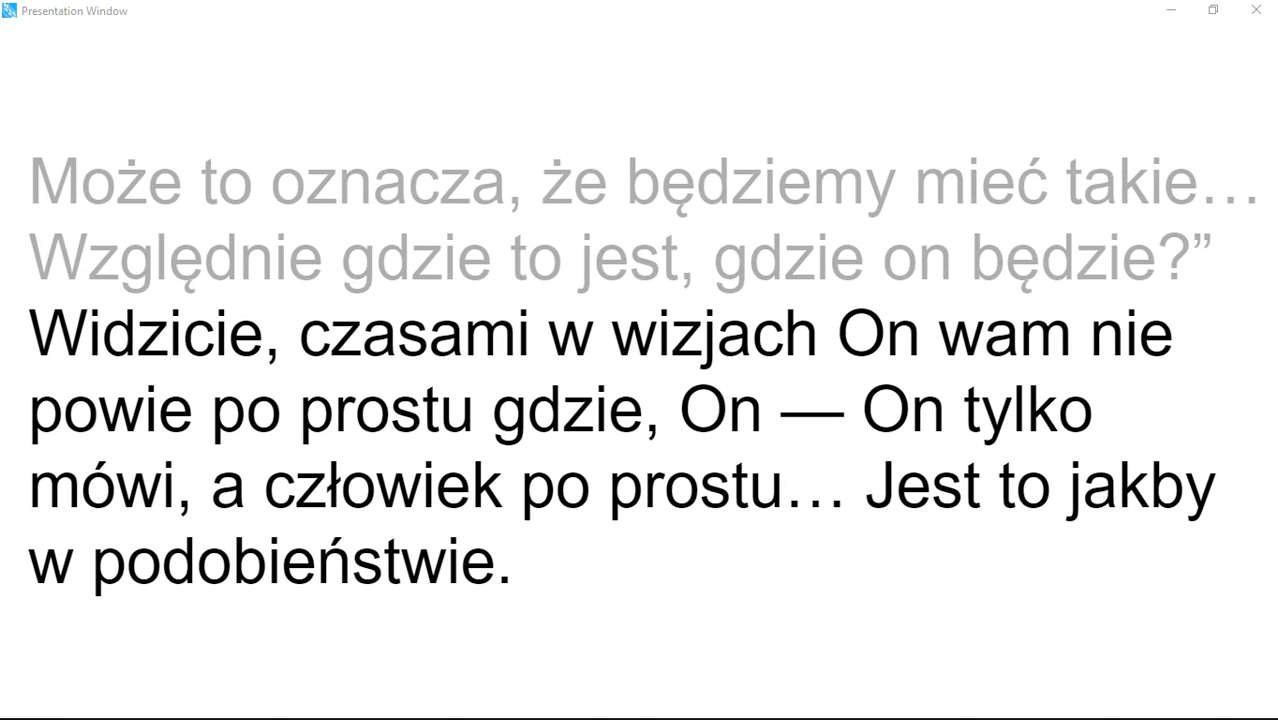 Presentation Window
Może to oznacza, że będziemy mieć takie…
Względnie gdzie to jest, gdzie on będzie?”
Widzicie, czasami w wizjach On wam nie
powie po prostu gdzie, On — On tylko
mówi, a człowiek po prostu… Jest to jakby
w podobieństwie.